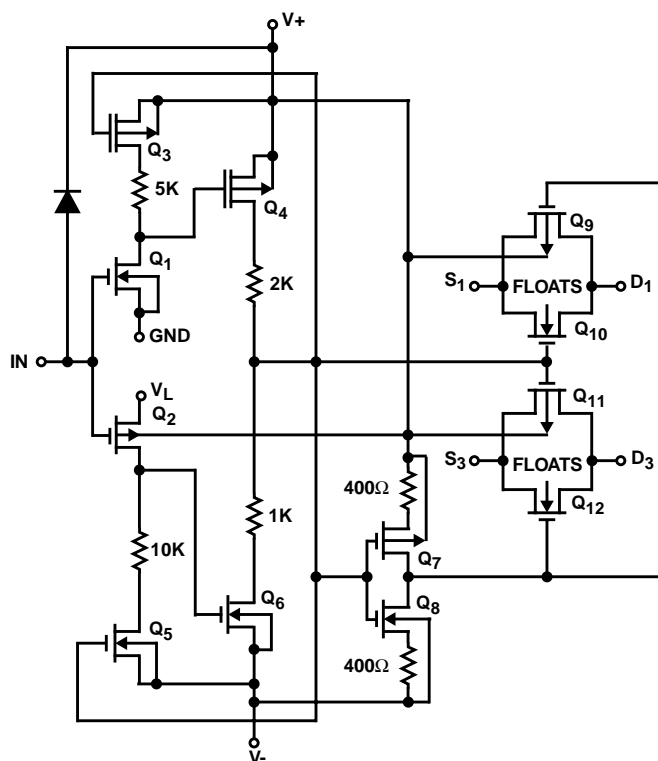 V+
Q3
5K
Q4
Q9
Q1
2K
S1
FLOATS
D1
GND
Q10
IN
VL
Q2
Q11
S3
FLOATS
D3
400Ω
1K
Q12
10K
Q7
Q6
Q8
Q5
400Ω
V-